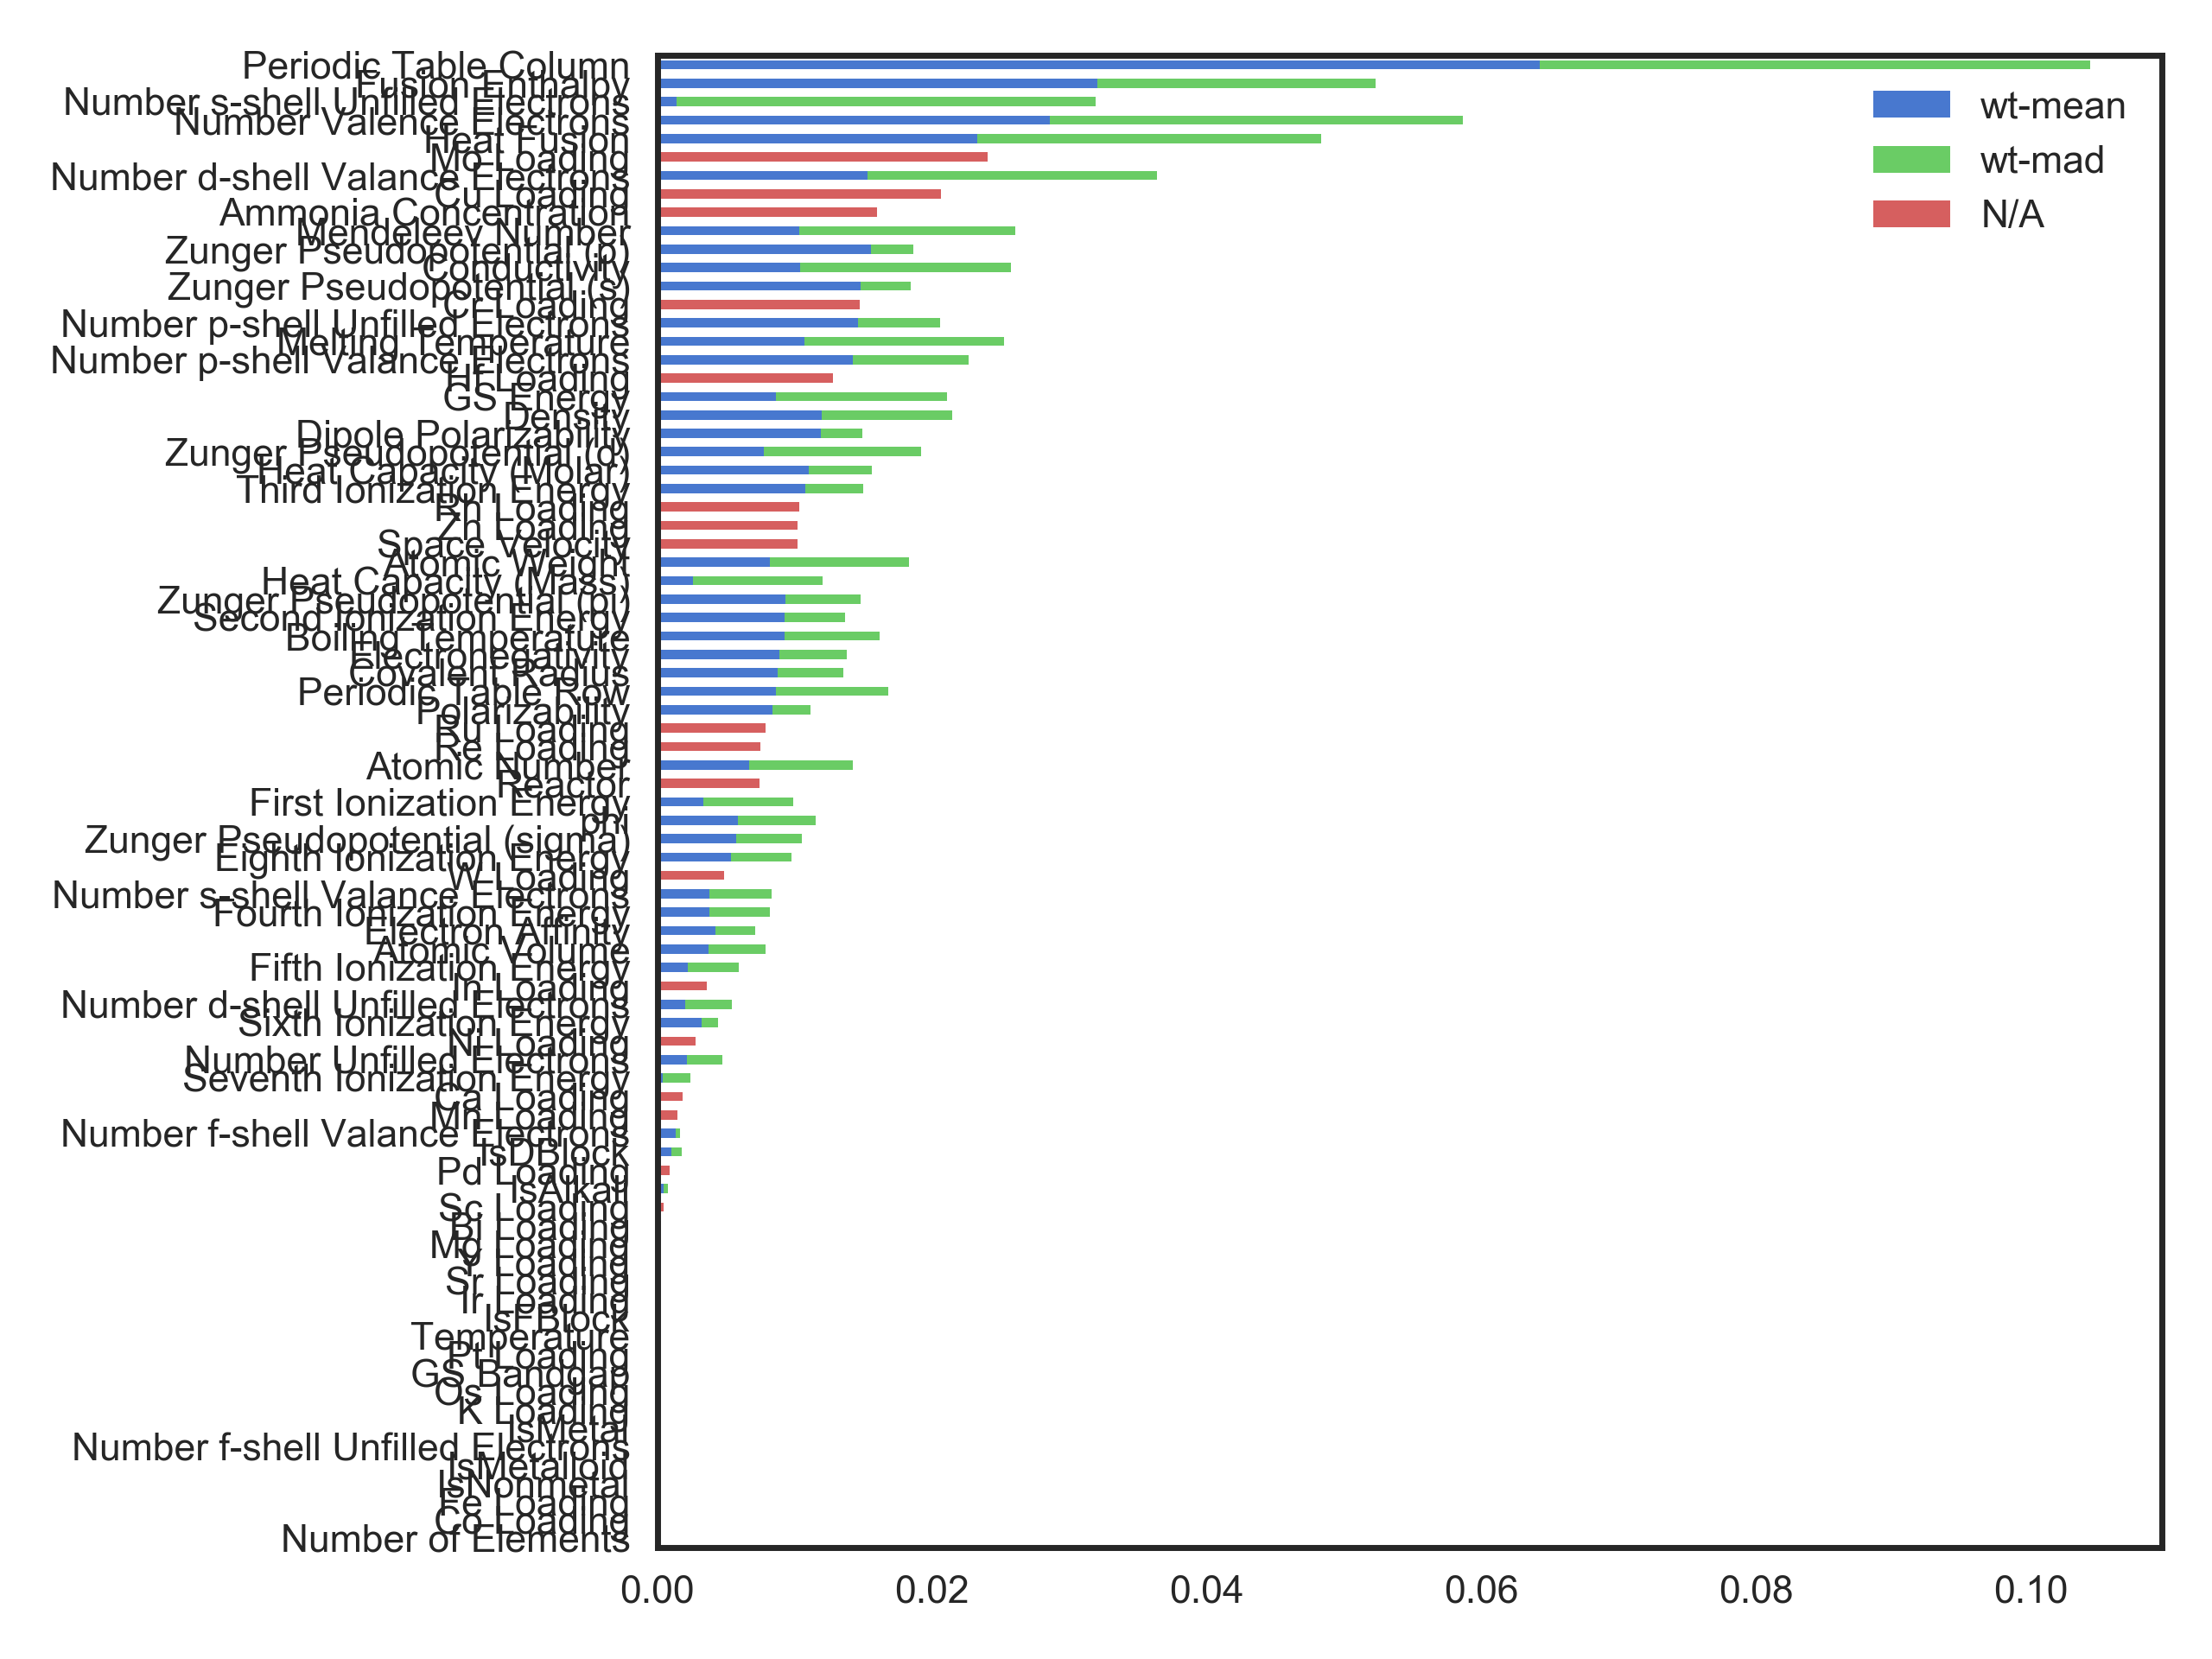 Periodic Table Column
Fusion Enthalpy
Number s-shell Unfilled Electrons
Number Valence Electrons
Heat Fusion
Mo Loading
Number d-shell Valance Electrons
Cu Loading
Ammonia Concentration
Mendeleev Number
Zunger Pseudopotential (p)
Conductivity
Zunger Pseudopotential (s)
Cr Loading
Number p-shell Unfilled Electrons
Melting Temperature
Number p-shell Valance Electrons
Hf Loading
GS Energy
Density
Dipole Polarizability
Zunger Pseudopotential (d)
Heat Capacity (Molar)
Third Ionization Energy
Rh Loading
Zn Loading
Space Velocity
Atomic Weight
Heat Capacity (Mass)
Zunger Pseudopotential (pi)
Second Ionization Energy
Boiling Temperature
Electronegativity
Covalent Radius
Periodic Table Row
Polarizability
Ru Loading
Re Loading
Atomic Number
Reactor
First Ionization Energy
phi
Zunger Pseudopotential (sigma)
Eighth Ionization Energy
W Loading
Number s-shell Valance Electrons
Fourth Ionization Energy
Electron Affinity
Atomic Volume
Fifth Ionization Energy
In Loading
Number d-shell Unfilled Electrons
Sixth Ionization Energy
Ni Loading
Number Unfilled Electrons
Seventh Ionization Energy
Ca Loading
Mn Loading
Number f-shell Valance Electrons
IsDBlock
Pd Loading
IsAlkali
Sc Loading
Bi Loading
Mg Loading
Y Loading
Sr Loading
Ir Loading
IsFBlock
Temperature
Pt Loading
GS Bandgap
Os Loading
K Loading
IsMetal
Number f-shell Unfilled Electrons
IsMetalloid
IsNonmetal
Fe Loading
Co Loading
Number of Elements
wt-mean
wt-mad
N/A
0.00 0.02 0.04 0.06 0.08 0.10